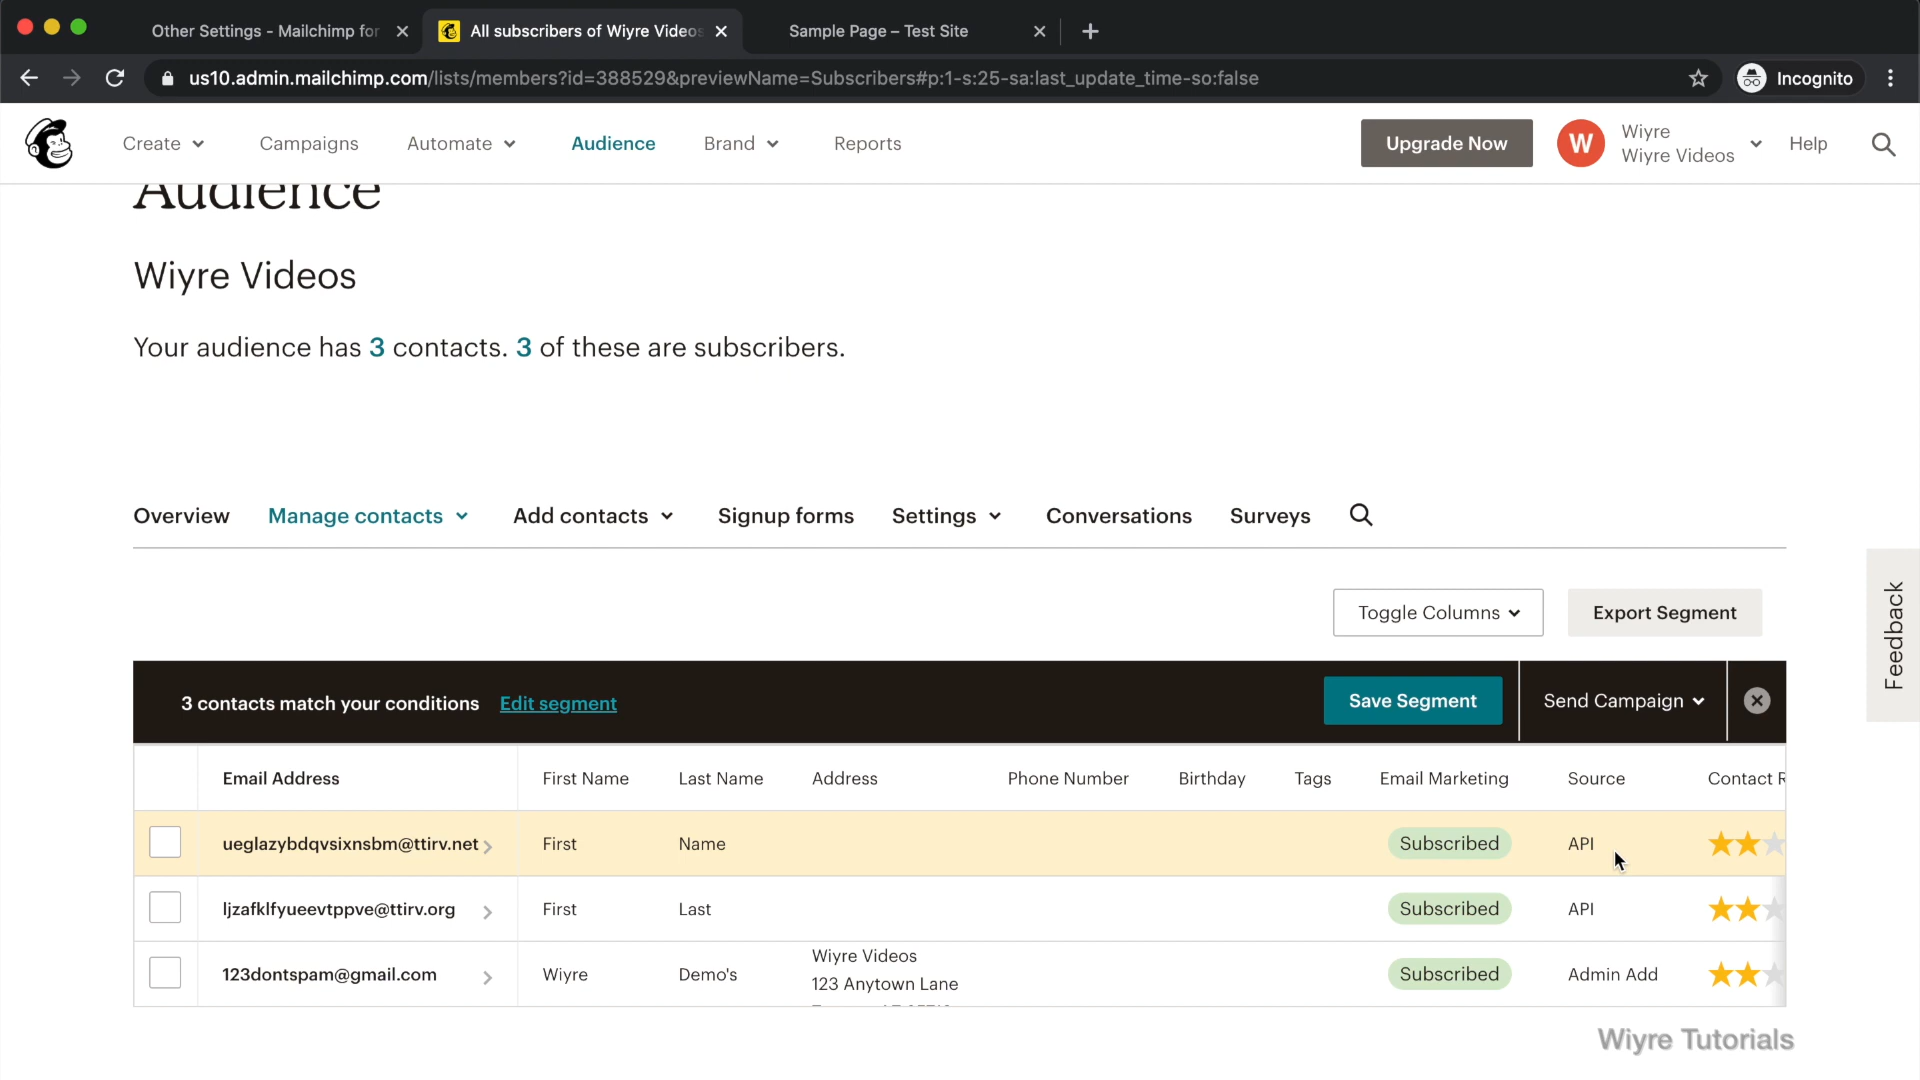 Other Settings - Mailchimp for
All subscribers of Wiyre Videos
Sample Page – Test Site
us10.admin.mailchimp.com/lists/members?id=388529&previewName=Subscribers#p:1-s:25-sa:last_update_time-so:false
Incognito
Create
Campaigns
Automate
Audience
Brand
Reports
Upgrade Now
W
Wiyre
Wiyre Videos
Help
Audience
Wiyre Videos
Your audience has 3 contacts. 3 of these are subscribers.
Overview
Manage contacts
Add contacts
Signup forms
Settings
Conversations
Surveys
Feedback
Toggle Columns
Export Segment
3 contacts match your conditions Edit segment
Save Segment
Send Campaign
Email Address First Name Last Name Address Phone Number Birthday Tags Email Marketing Source Contact R
ueglazybdqvsixnsbm@ttirv.net First Name Subscribed API
ljzafklfyueevtppve@ttirv.org First Last Subscribed API
123dontspam@gmail.com Wiyre Demo's Wiyre Videos
123 Anytown Lane
Subscribed Admin Add
Wiyre Tutorials